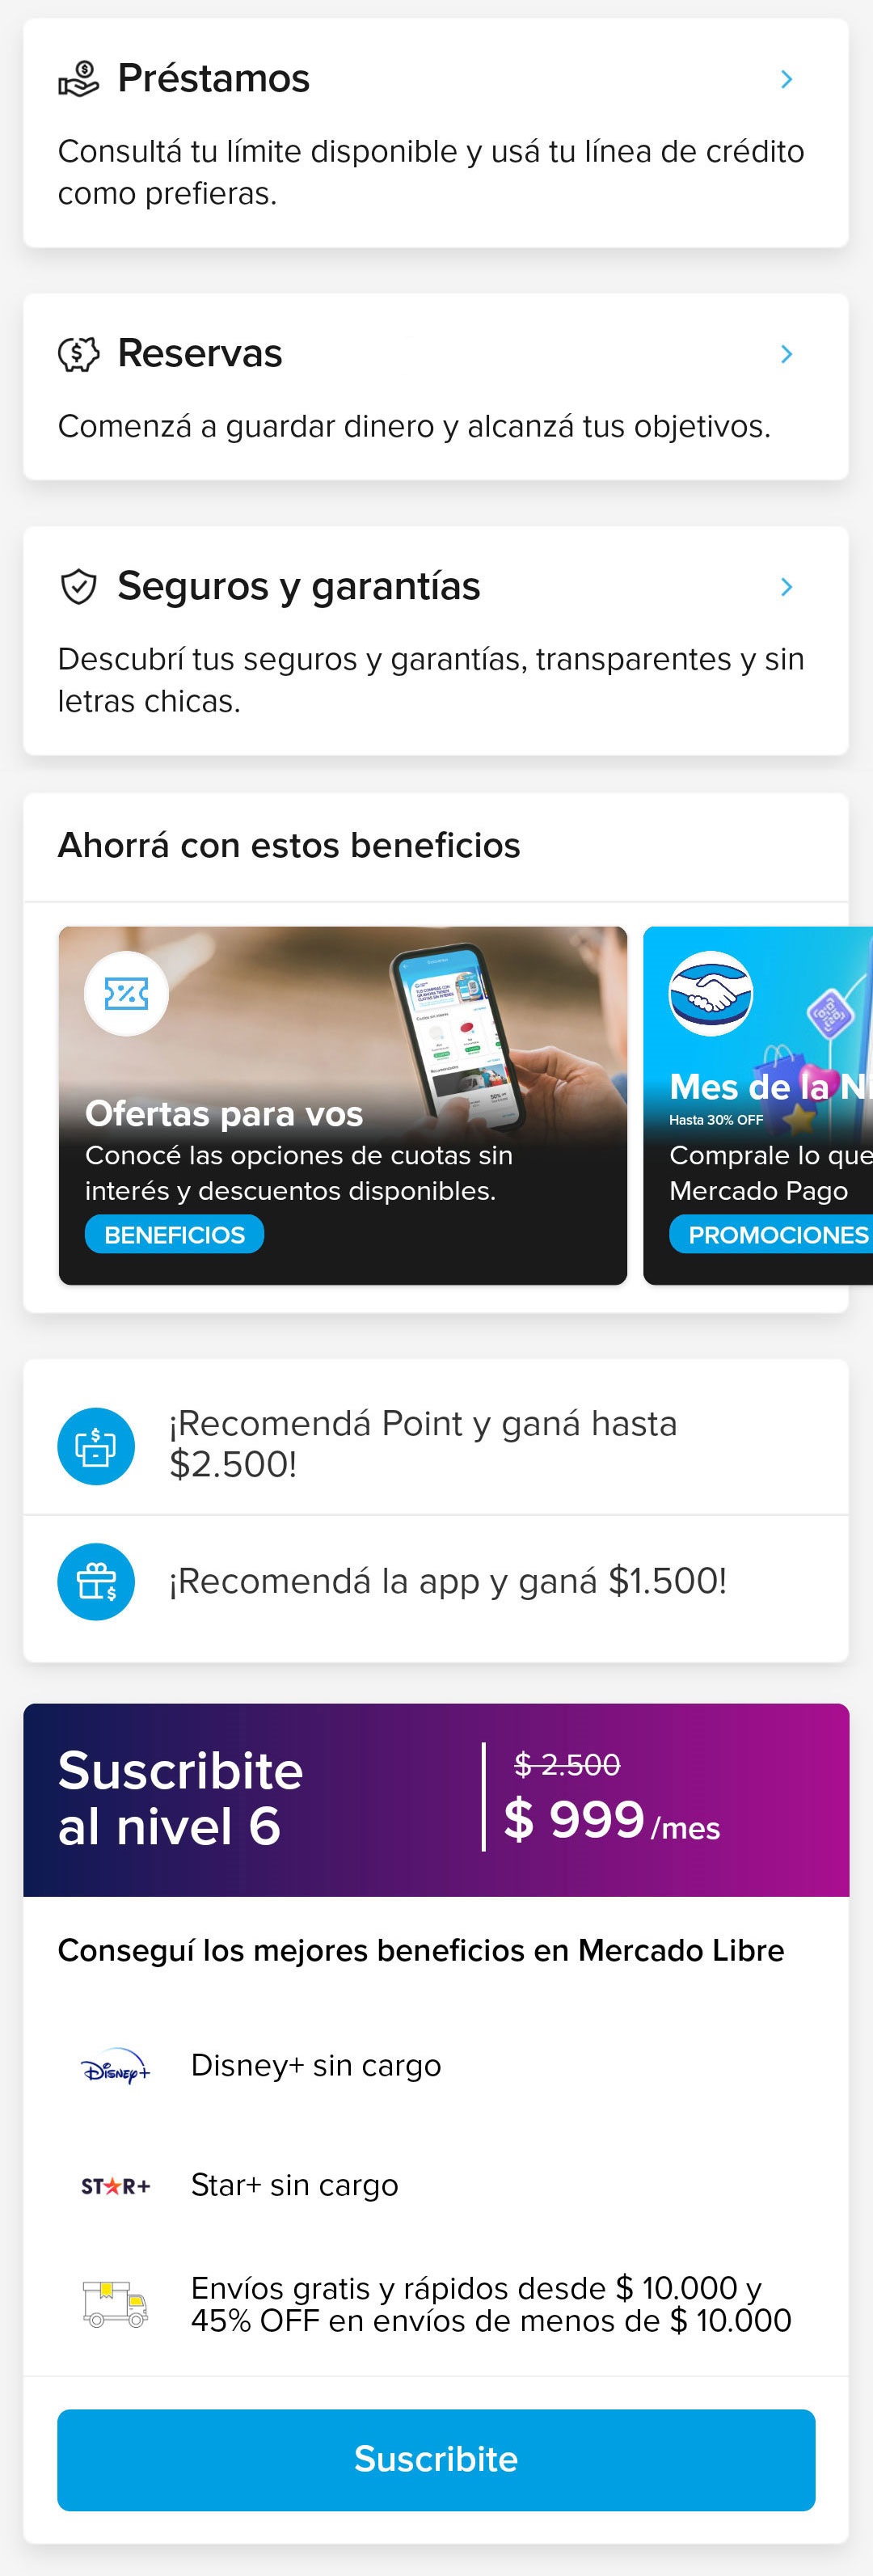 Préstamos
Consultá tu límite disponible y usá tu línea de crédito
como prefieras.
Reservas
Comenzá a guardar dinero y alcanzá tus objetivos.
Seguros y garantías
Descubrí tus seguros y garantías, transparentes y sin
letras chicas.
Ahorrá con estos beneficios
Ofertas para vos
Conocé las opciones de cuotas sin
interés y descuentos disponibles.
BENEFICIOS
Mes de la Ni
Hasta 30% OFF
Comprale lo que
Mercado Pago
PROMOCIONES
¡Recomendá Point y ganá hasta
$2.500!
¡Recomendá la app y ganá $1.500!
Suscribite
al nivel 6
$ 2.500
$ 999/mes
Conseguí los mejores beneficios en Mercado Libre
Disney+
Disney+ sin cargo
STAR+
Star+ sin cargo
Envíos gratis y rápidos desde $ 10.000 y
45% OFF en envíos de menos de $ 10.000
Suscribite